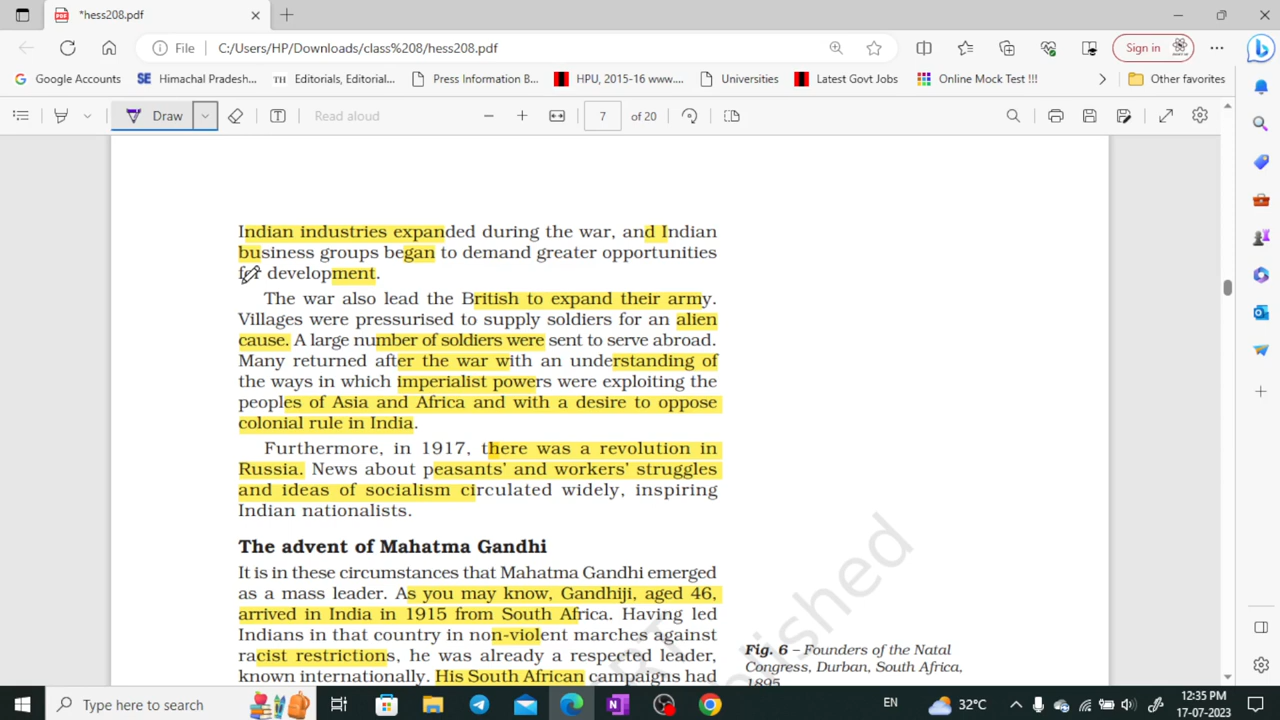 *hess208.pdf
File C:/Users/HP/Downloads/class%208/hess208.pdf Sign in
Google Accounts SE Himachal Pradesh... TH Editorials, Editorial... Press Information B... HPU, 2015-16 www.... Universities Latest Govt Jobs Online Mock Test !!! Other favorites
Draw Read aloud 7 of 20
Indian industries expanded during the war, and Indian
business groups began to demand greater opportunities
for development.
The war also lead the British to expand their army.
Villages were pressurised to supply soldiers for an alien
cause. A large number of soldiers were sent to serve abroad.
Many returned after the war with an understanding of
the ways in which imperialist powers were exploiting the
peoples of Asia and Africa and with a desire to oppose
colonial rule in India.
Furthermore, in 1917, there was a revolution in
Russia. News about peasants' and workers' struggles
and ideas of socialism circulated widely, inspiring
Indian nationalists.
The advent of Mahatma Gandhi
It is in these circumstances that Mahatma Gandhi emerged
as a mass leader. As you may know, Gandhiji, aged 46,
arrived in India in 1915 from South Africa. Having led
Indians in that country in non-violent marches against
racist restrictions, he was already a respected leader,
known internationally. His South African campaigns had
Fig. 6 – Founders of the Natal
Congress, Durban, South Africa,
1895
Type here to search 32°C EN 12:35 PM
17-07-2023